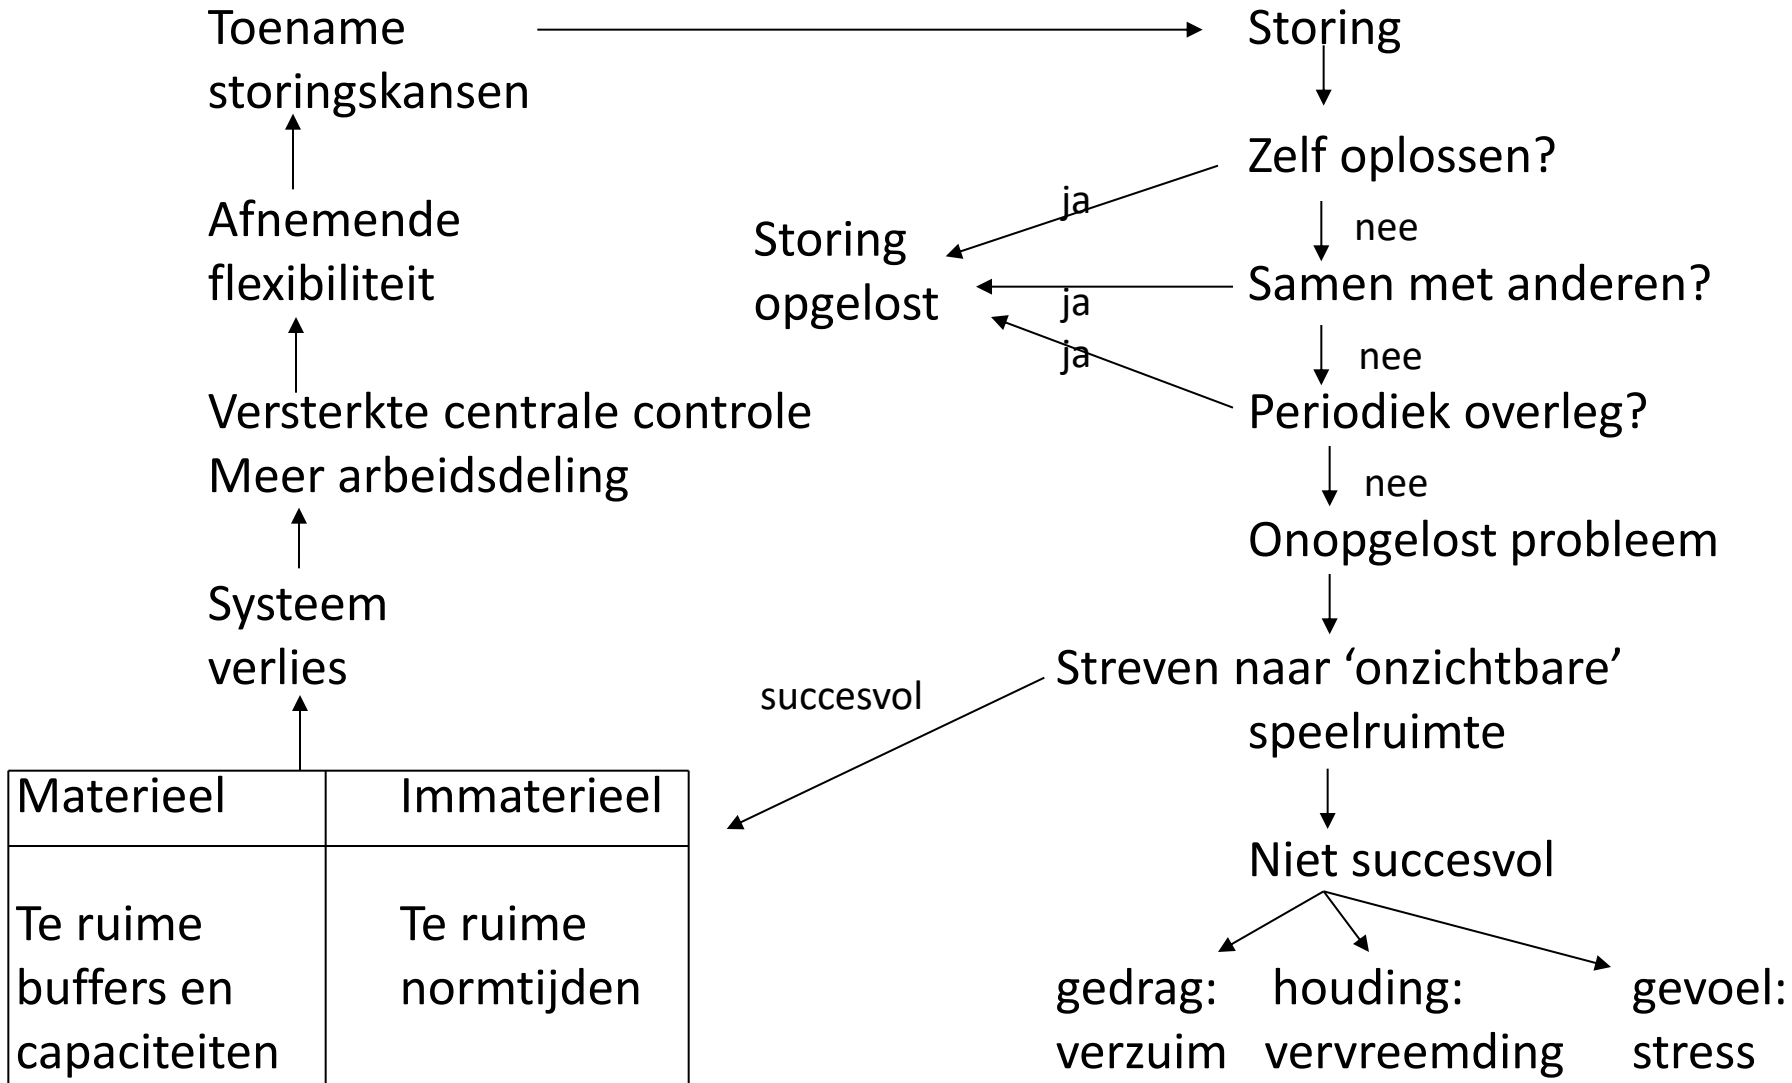 Toename
storingskansen
Afnemende
flexibiliteit
Versterkte centrale controle
Meer arbeidsdeling
Systeem
verlies
Materieel
Immaterieel
Te ruime
buffers en
capaciteiten
Te ruime
normtijden
Storing
opgelost
succesvol
Storing
Zelf oplossen?
ja
nee
Samen met anderen?
ja
nee
Periodiek overleg?
ja
nee
Onopgelost probleem
Streven naar ‘onzichtbare’
speelruimte
Niet succesvol
gedrag:
verzuim
houding:
vervreemding
gevoel:
stress